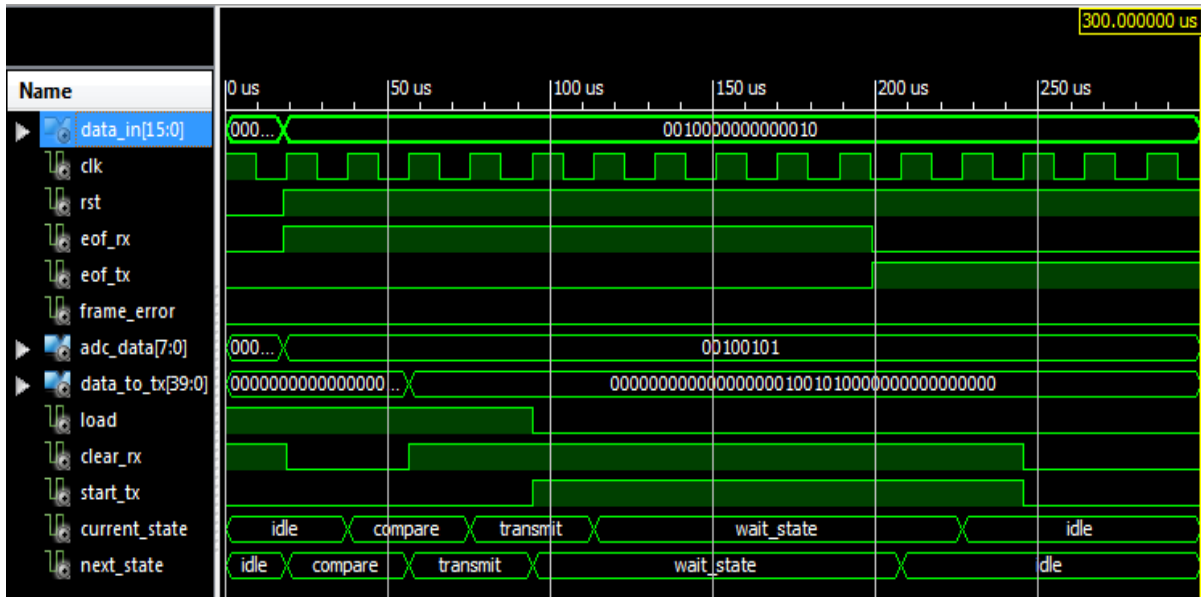 300.000000 us
Name
0 us 50 us 100 us 150 us 200 us 250 us
data_in[15:0] 000... 0010000000000010
clk
rst
eof_rx
eof_tx
frame_error
adc_data[7:0] 000... 00100101
data_to_tx[39:0] 0000000000000000... 0000000000000000001001010000000000000000
load
clear_rx
start_tx
current_state idle compare transmit wait_state idle
next_state idle compare transmit wait_state idle